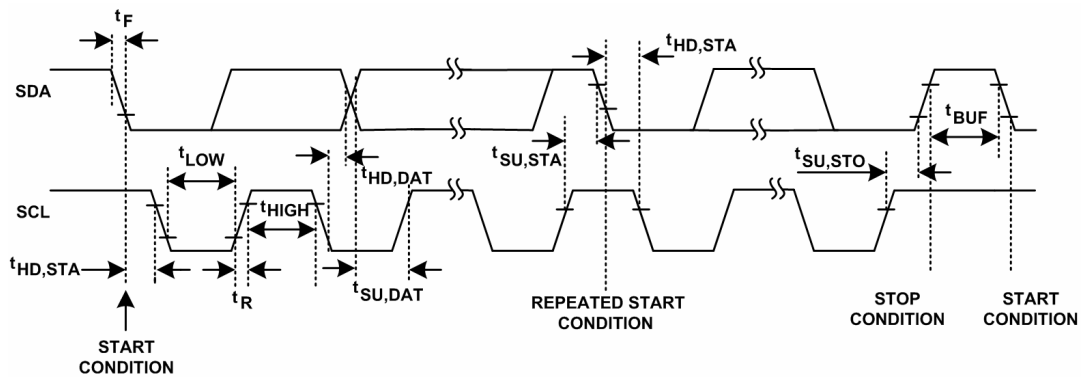 tF
tHD,STA
SDA
tBUF
tLOW
tSU,STA
tSU,STO
tHD,DAT
SCL
tHIGH
tHD,STA
tR
tSU,DAT
REPEATED START
CONDITION
STOP
CONDITION
START
CONDITION
START
CONDITION